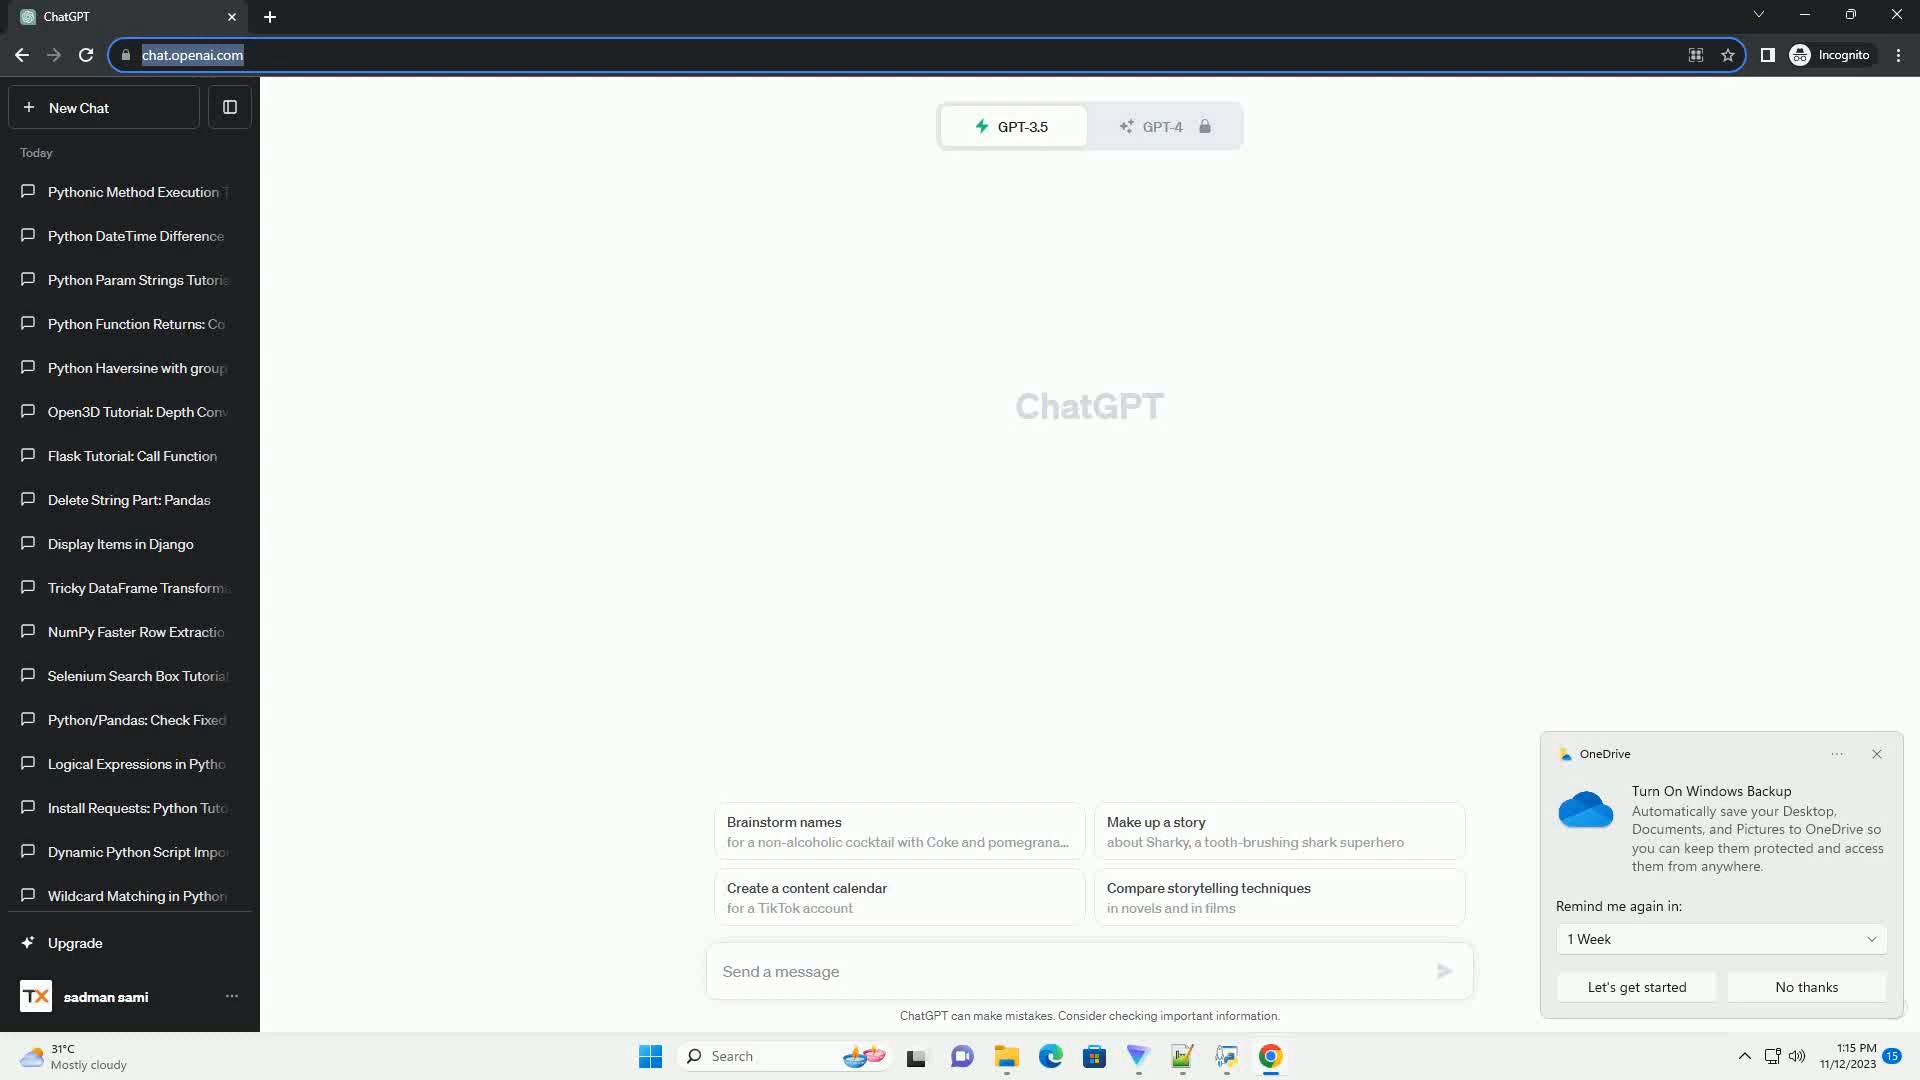 ChatGPT
chat.openai.com
Incognito
New Chat
Today
Pythonic Method Execution T
Python DateTime Difference
Python Param Strings Tutoria
Python Function Returns: Co
Python Haversine with group
Open3D Tutorial: Depth Conv
Flask Tutorial: Call Function
Delete String Part: Pandas
Display Items in Django
Tricky DataFrame Transforma
NumPy Faster Row Extractio
Selenium Search Box Tutorial
Python/Pandas: Check Fixed
Logical Expressions in Pytho
Install Requests: Python Tuto
Dynamic Python Script Impor
Wildcard Matching in Python
Upgrade
TX
sadman sami
GPT-3.5
GPT-4
ChatGPT
Brainstorm names
for a non-alcoholic cocktail with Coke and pomegrana...
Make up a story
about Sharky, a tooth-brushing shark superhero
Create a content calendar
for a TikTok account
Compare storytelling techniques
in novels and in films
Send a message
ChatGPT can make mistakes. Consider checking important information.
OneDrive
Turn On Windows Backup
Automatically save your Desktop,
Documents, and Pictures to OneDrive so
you can keep them protected and access
them from anywhere.
Remind me again in:
1 Week
Let's get started
No thanks
31°C
Mostly cloudy
Search
1:15 PM
11/12/2023
15